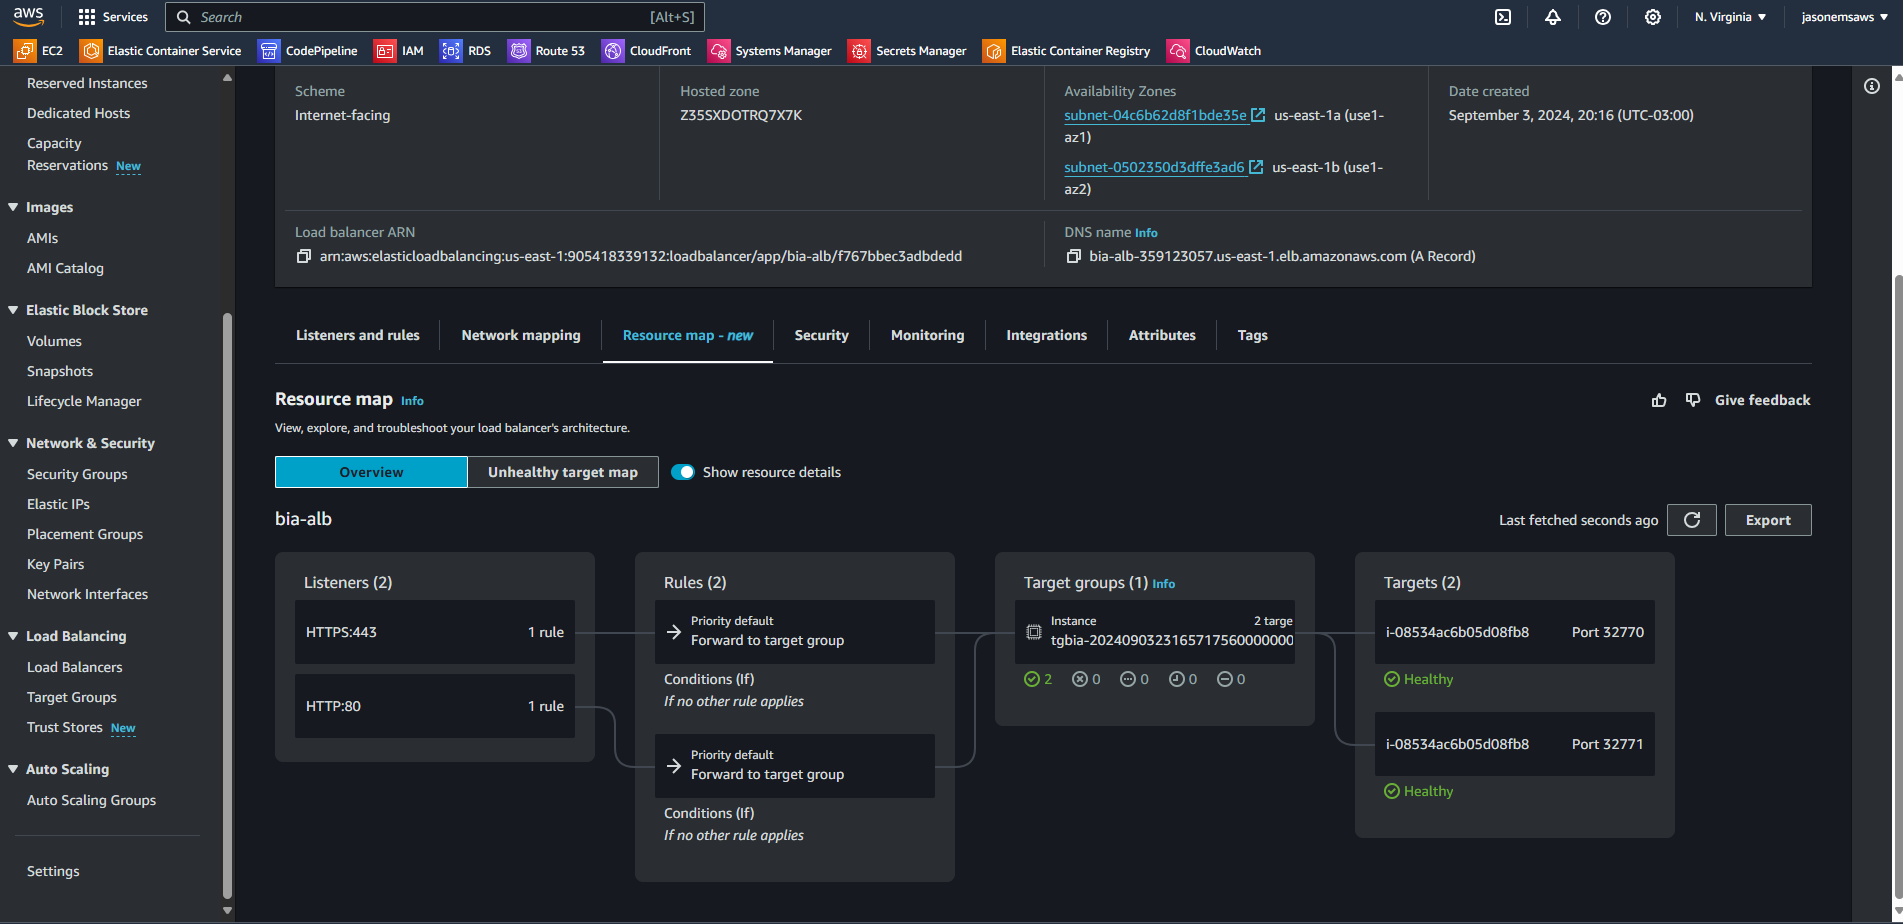 aws
Services
Search
[Alt+S]
N. Virginia
jasonemsaws
EC2
Elastic Container Service
CodePipeline
IAM
RDS
Route 53
CloudFront
Systems Manager
Secrets Manager
Elastic Container Registry
CloudWatch
Reserved Instances
Dedicated Hosts
Capacity
Reservations New
Images
AMIs
AMI Catalog
Elastic Block Store
Volumes
Snapshots
Lifecycle Manager
Network & Security
Security Groups
Elastic IPs
Placement Groups
Key Pairs
Network Interfaces
Load Balancing
Load Balancers
Target Groups
Trust Stores New
Auto Scaling
Auto Scaling Groups
Settings
Scheme
Internet-facing
Hosted zone
Z35SXDOTRQ7X7K
Availability Zones
subnet-04c6b62d8f1bde35e us-east-1a (use1-
az1)
subnet-0502350d3dffe3ad6 us-east-1b (use1-
az2)
Date created
September 3, 2024, 20:16 (UTC-03:00)
Load balancer ARN
arn:aws:elasticloadbalancing:us-east-1:905418339132:loadbalancer/app/bia-alb/f767bbec3adbdedd
DNS name Info
bia-alb-359123057.us-east-1.elb.amazonaws.com (A Record)
Listeners and rules
Network mapping
Resource map - new
Security
Monitoring
Integrations
Attributes
Tags
Resource map Info
Give feedback
View, explore, and troubleshoot your load balancer's architecture.
Overview
Unhealthy target map
Show resource details
bia-alb
Last fetched seconds ago
Export
Listeners (2)
HTTPS:443 1 rule
HTTP:80 1 rule
Rules (2)
Priority default
Forward to target group
Conditions (If)
If no other rule applies
Priority default
Forward to target group
Conditions (If)
If no other rule applies
Target groups (1) Info
Instance 2 targe
tgbia-2024090323165717560000000
2 0 0 0 0
Targets (2)
i-08534ac6b05d08fb8 Port 32770
Healthy
i-08534ac6b05d08fb8 Port 32771
Healthy